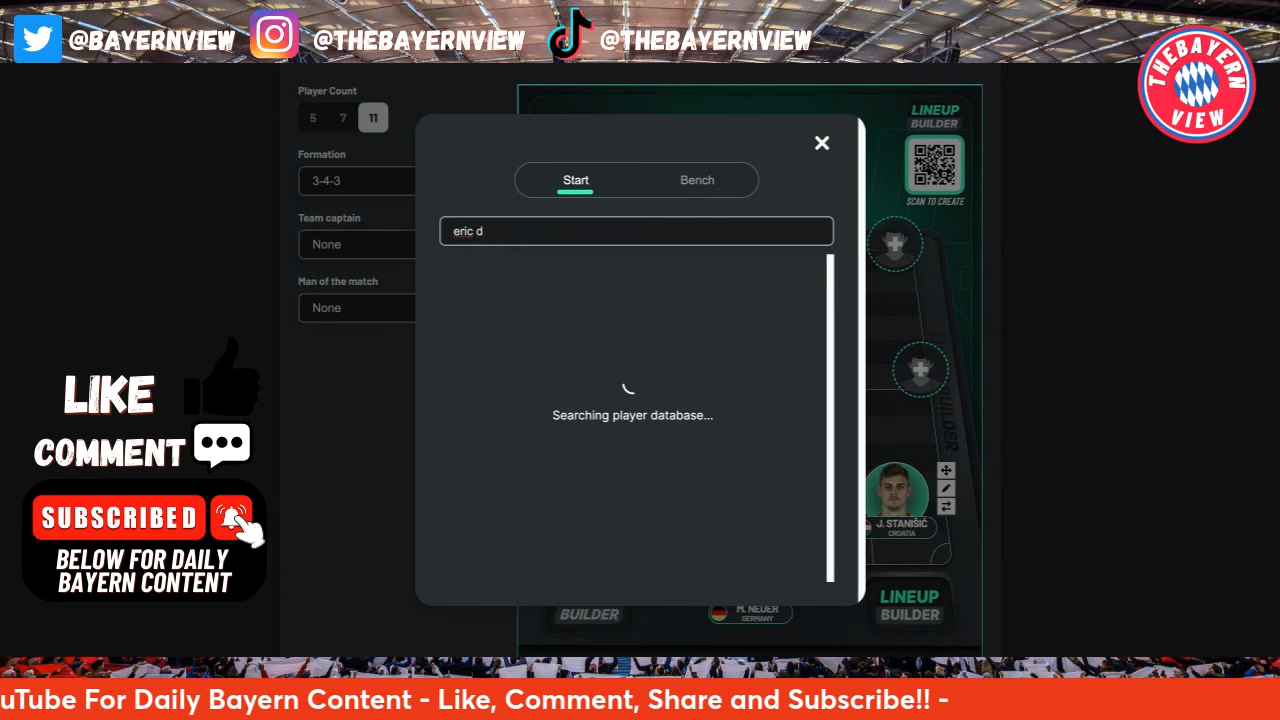 @BAYERNVIEW
@THEBAYERNVIEW
@THEBAYERNVIEW
THEBAYERN
VIEW
Player Count
5 7 11
Formation
3-4-3
Team captain
None
Man of the match
None
Start
Bench
eric d
Searching player database...
LINEUP
BUILDER
SCAN TO CREATE
J. STANIŠIĆ
CROATIA
BUILDER
M. NEUER
GERMANY
LINEUP
BUILDER
LIKE
COMMENT
SUBSCRIBED
BELOW FOR DAILY
BAYERN CONTENT
uTube For Daily Bayern Content - Like, Comment, Share and Subscribe!! -